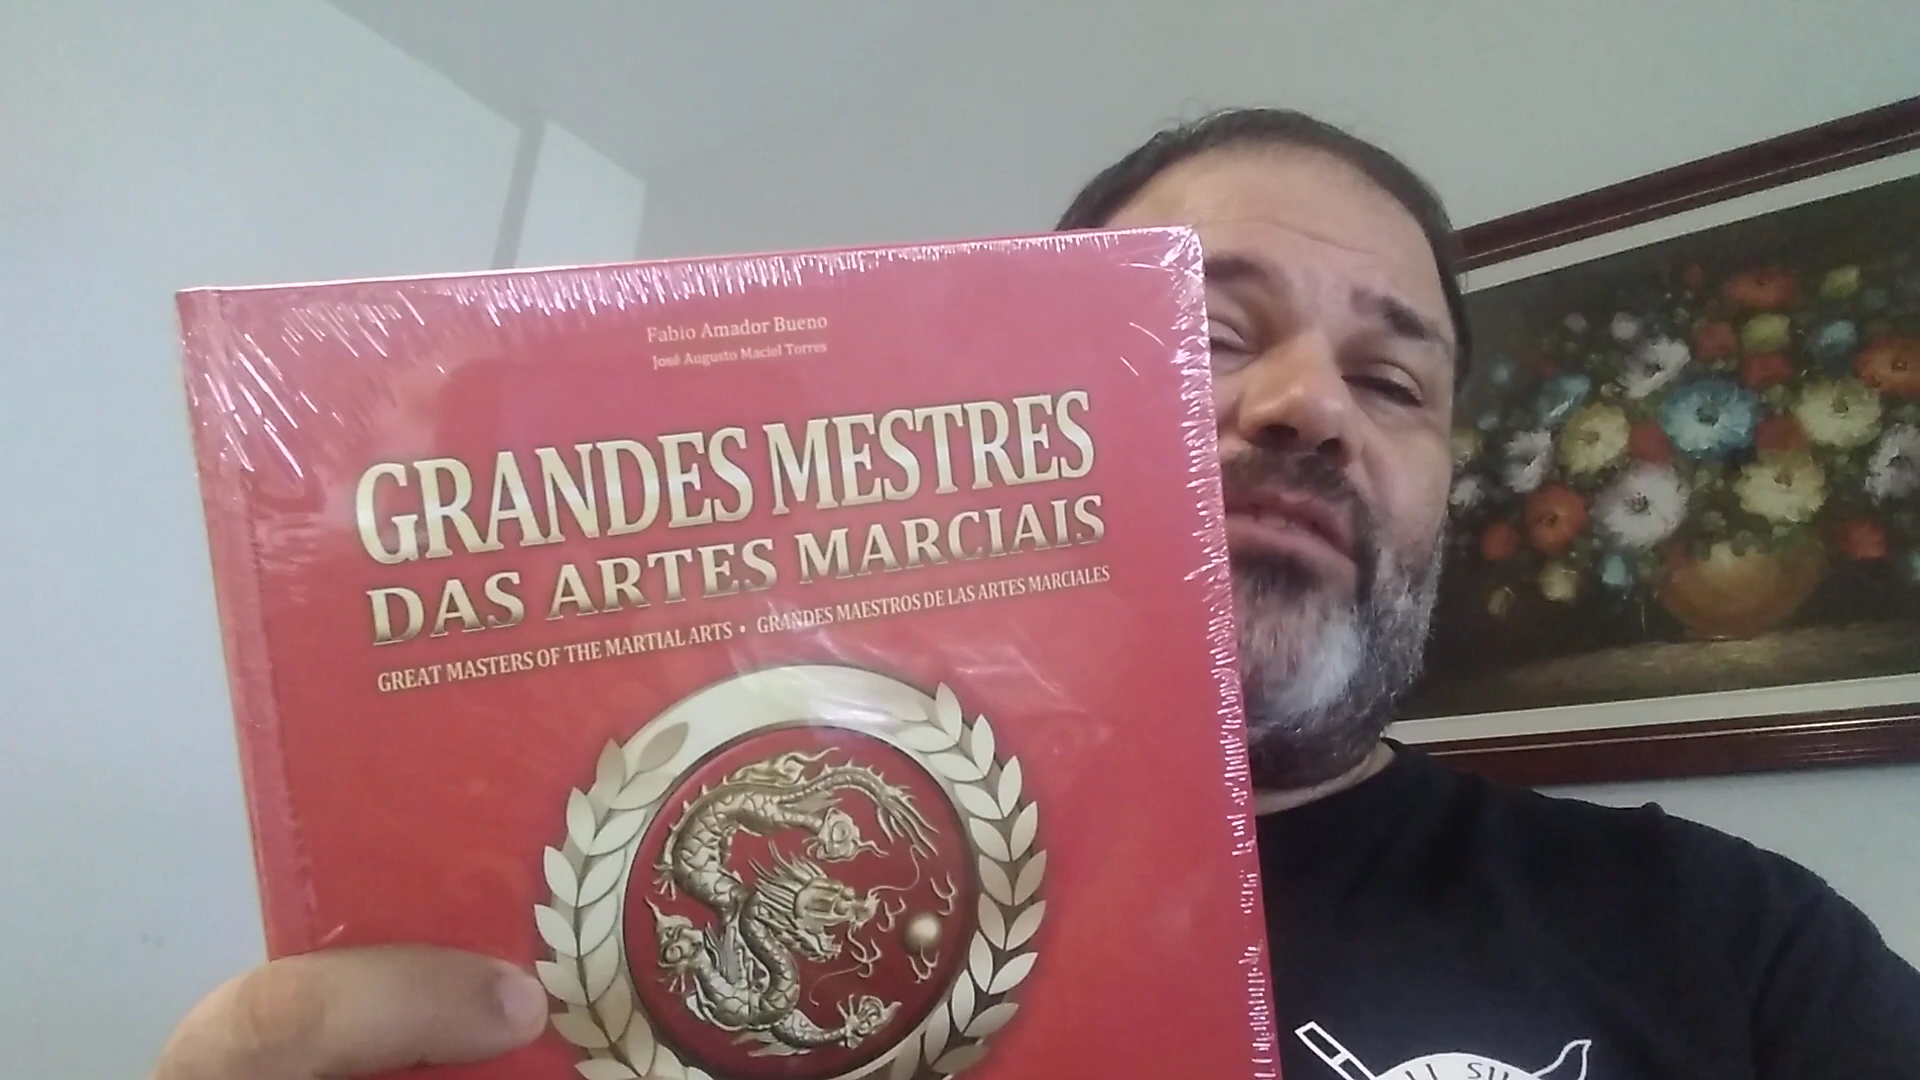 Fabio Amador Bueno
José Augusto Maciel Torres
GRANDES MESTRES
DAS ARTES MARCIAIS
GREAT MASTERS OF THE MARTIAL ARTS • GRANDES MAESTROS DE LAS ARTES MARCIALES